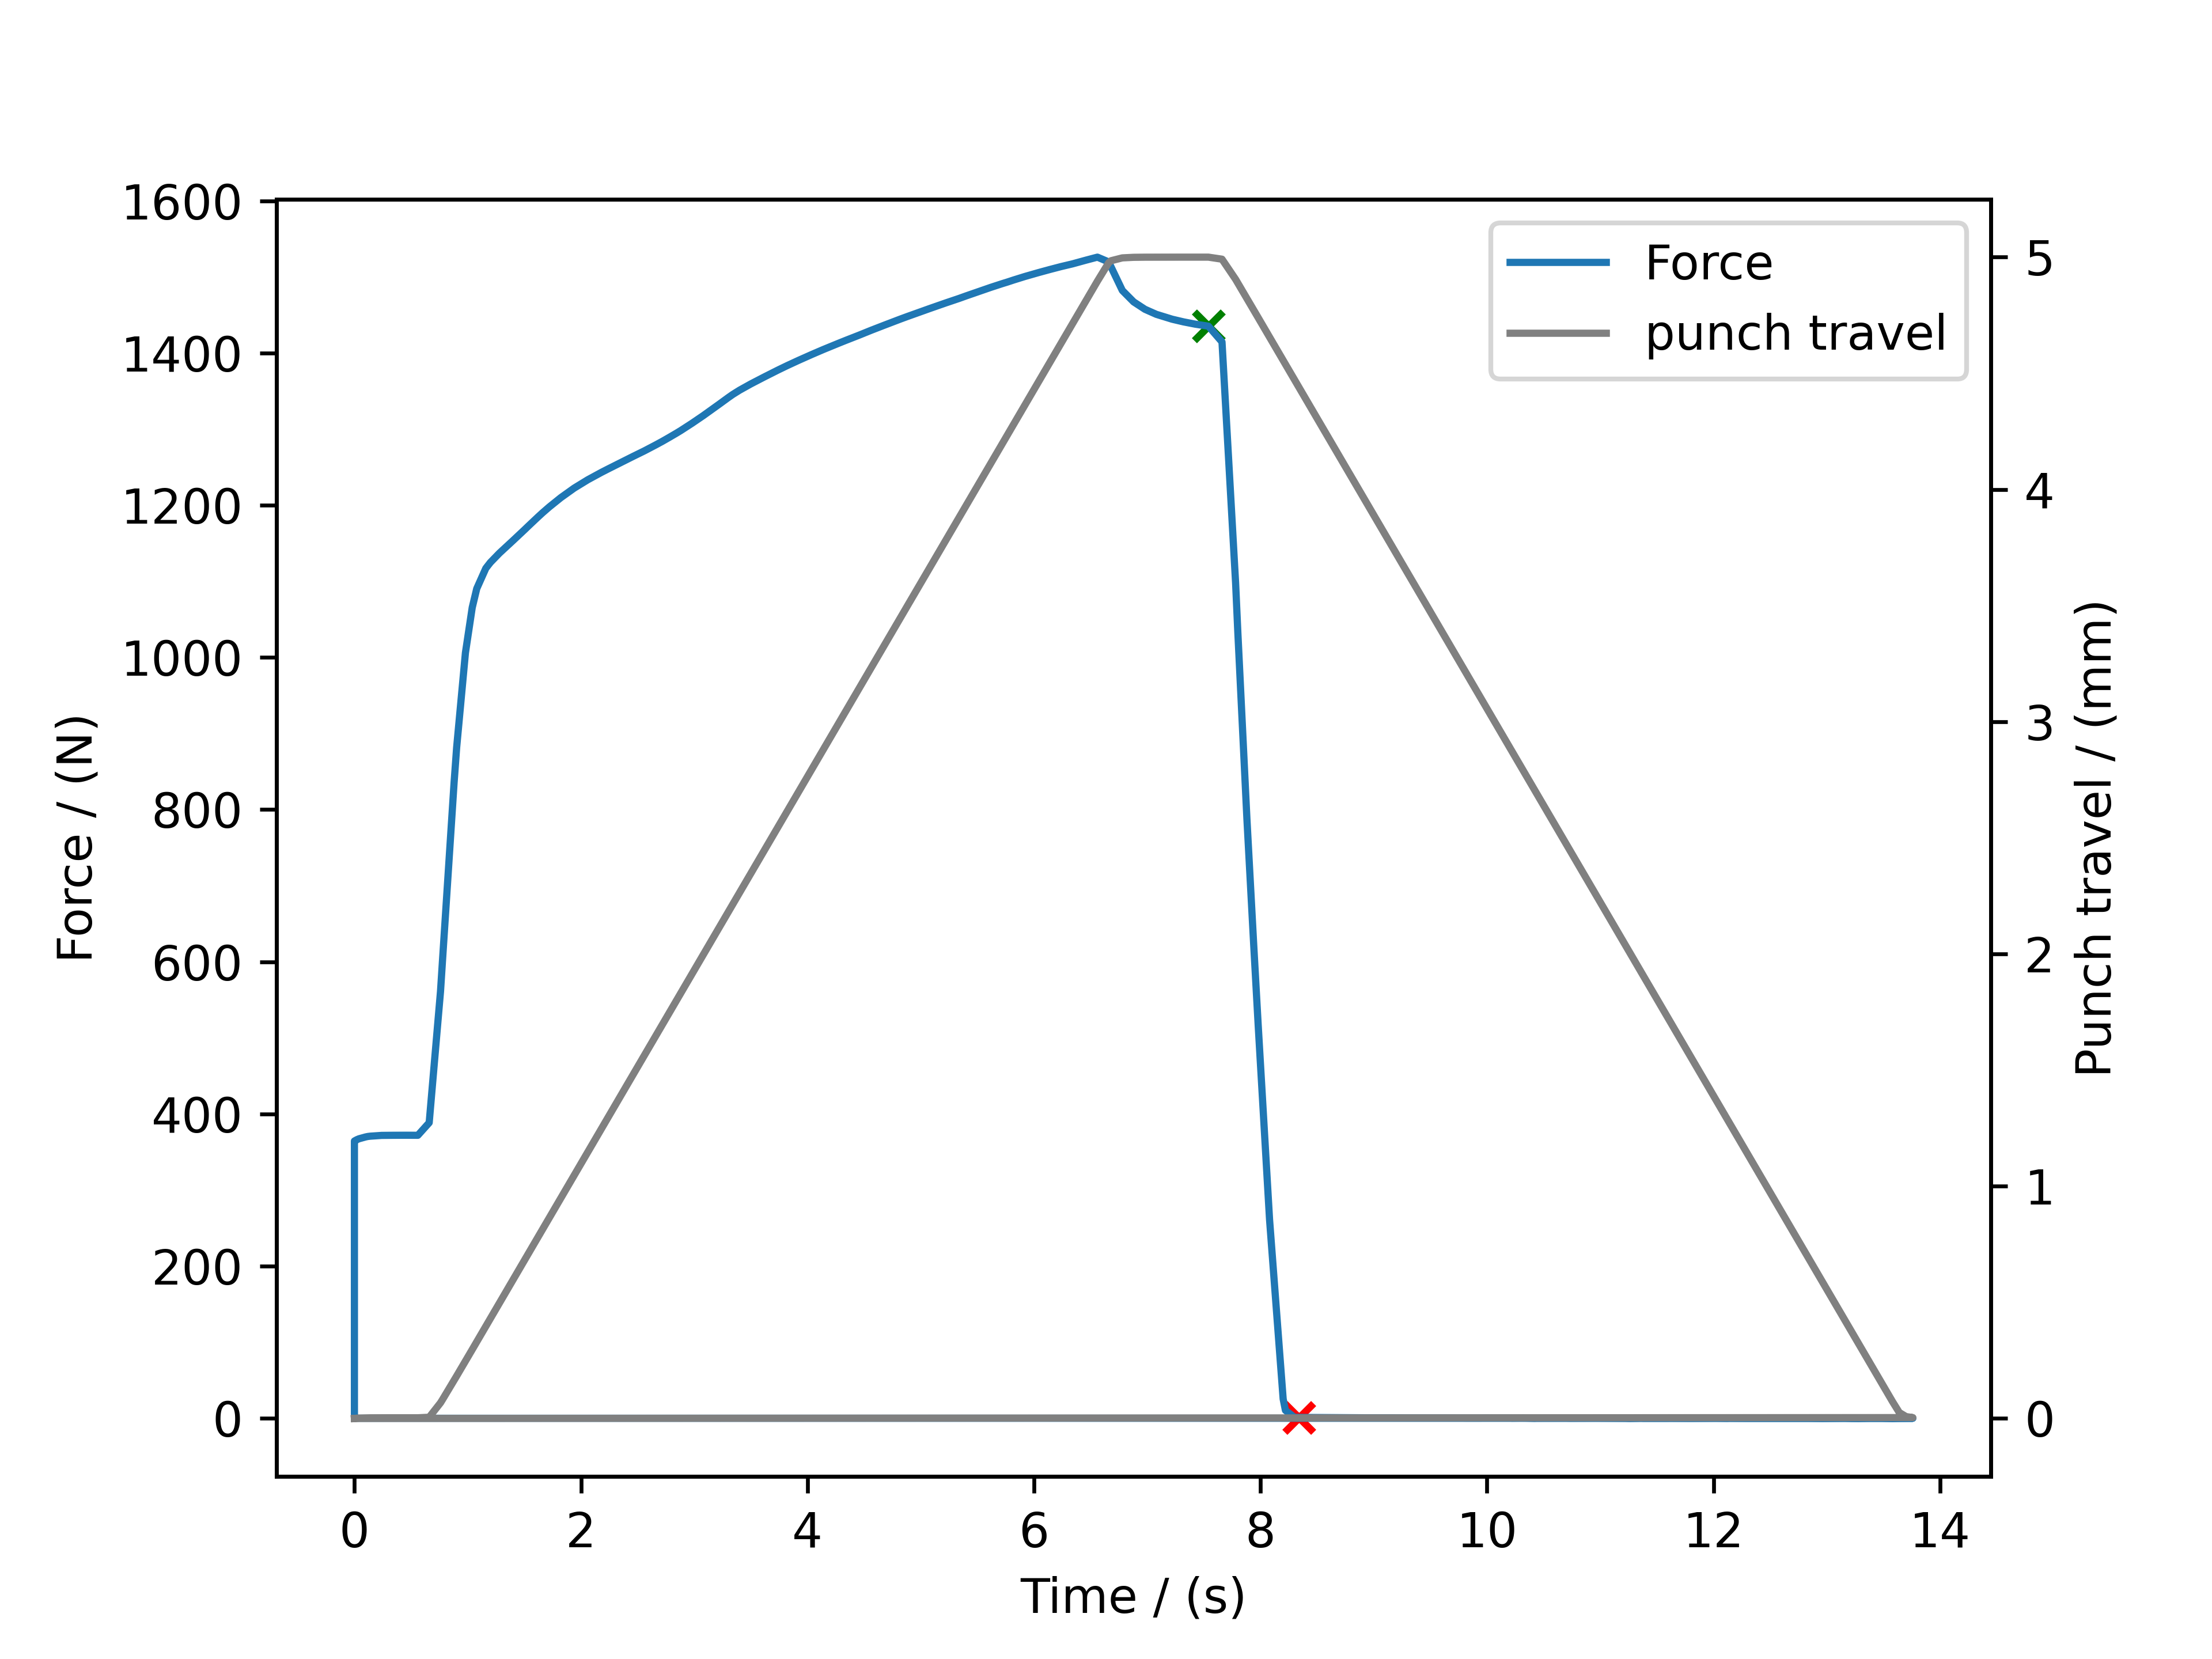 1600
1400
1200
1000
800
600
400
200
0
Force / (N)
Force
punch travel
5
4
3
2
1
0
Punch travel / (mm)
0 2 4 6 8 10 12 14
Time / (s)